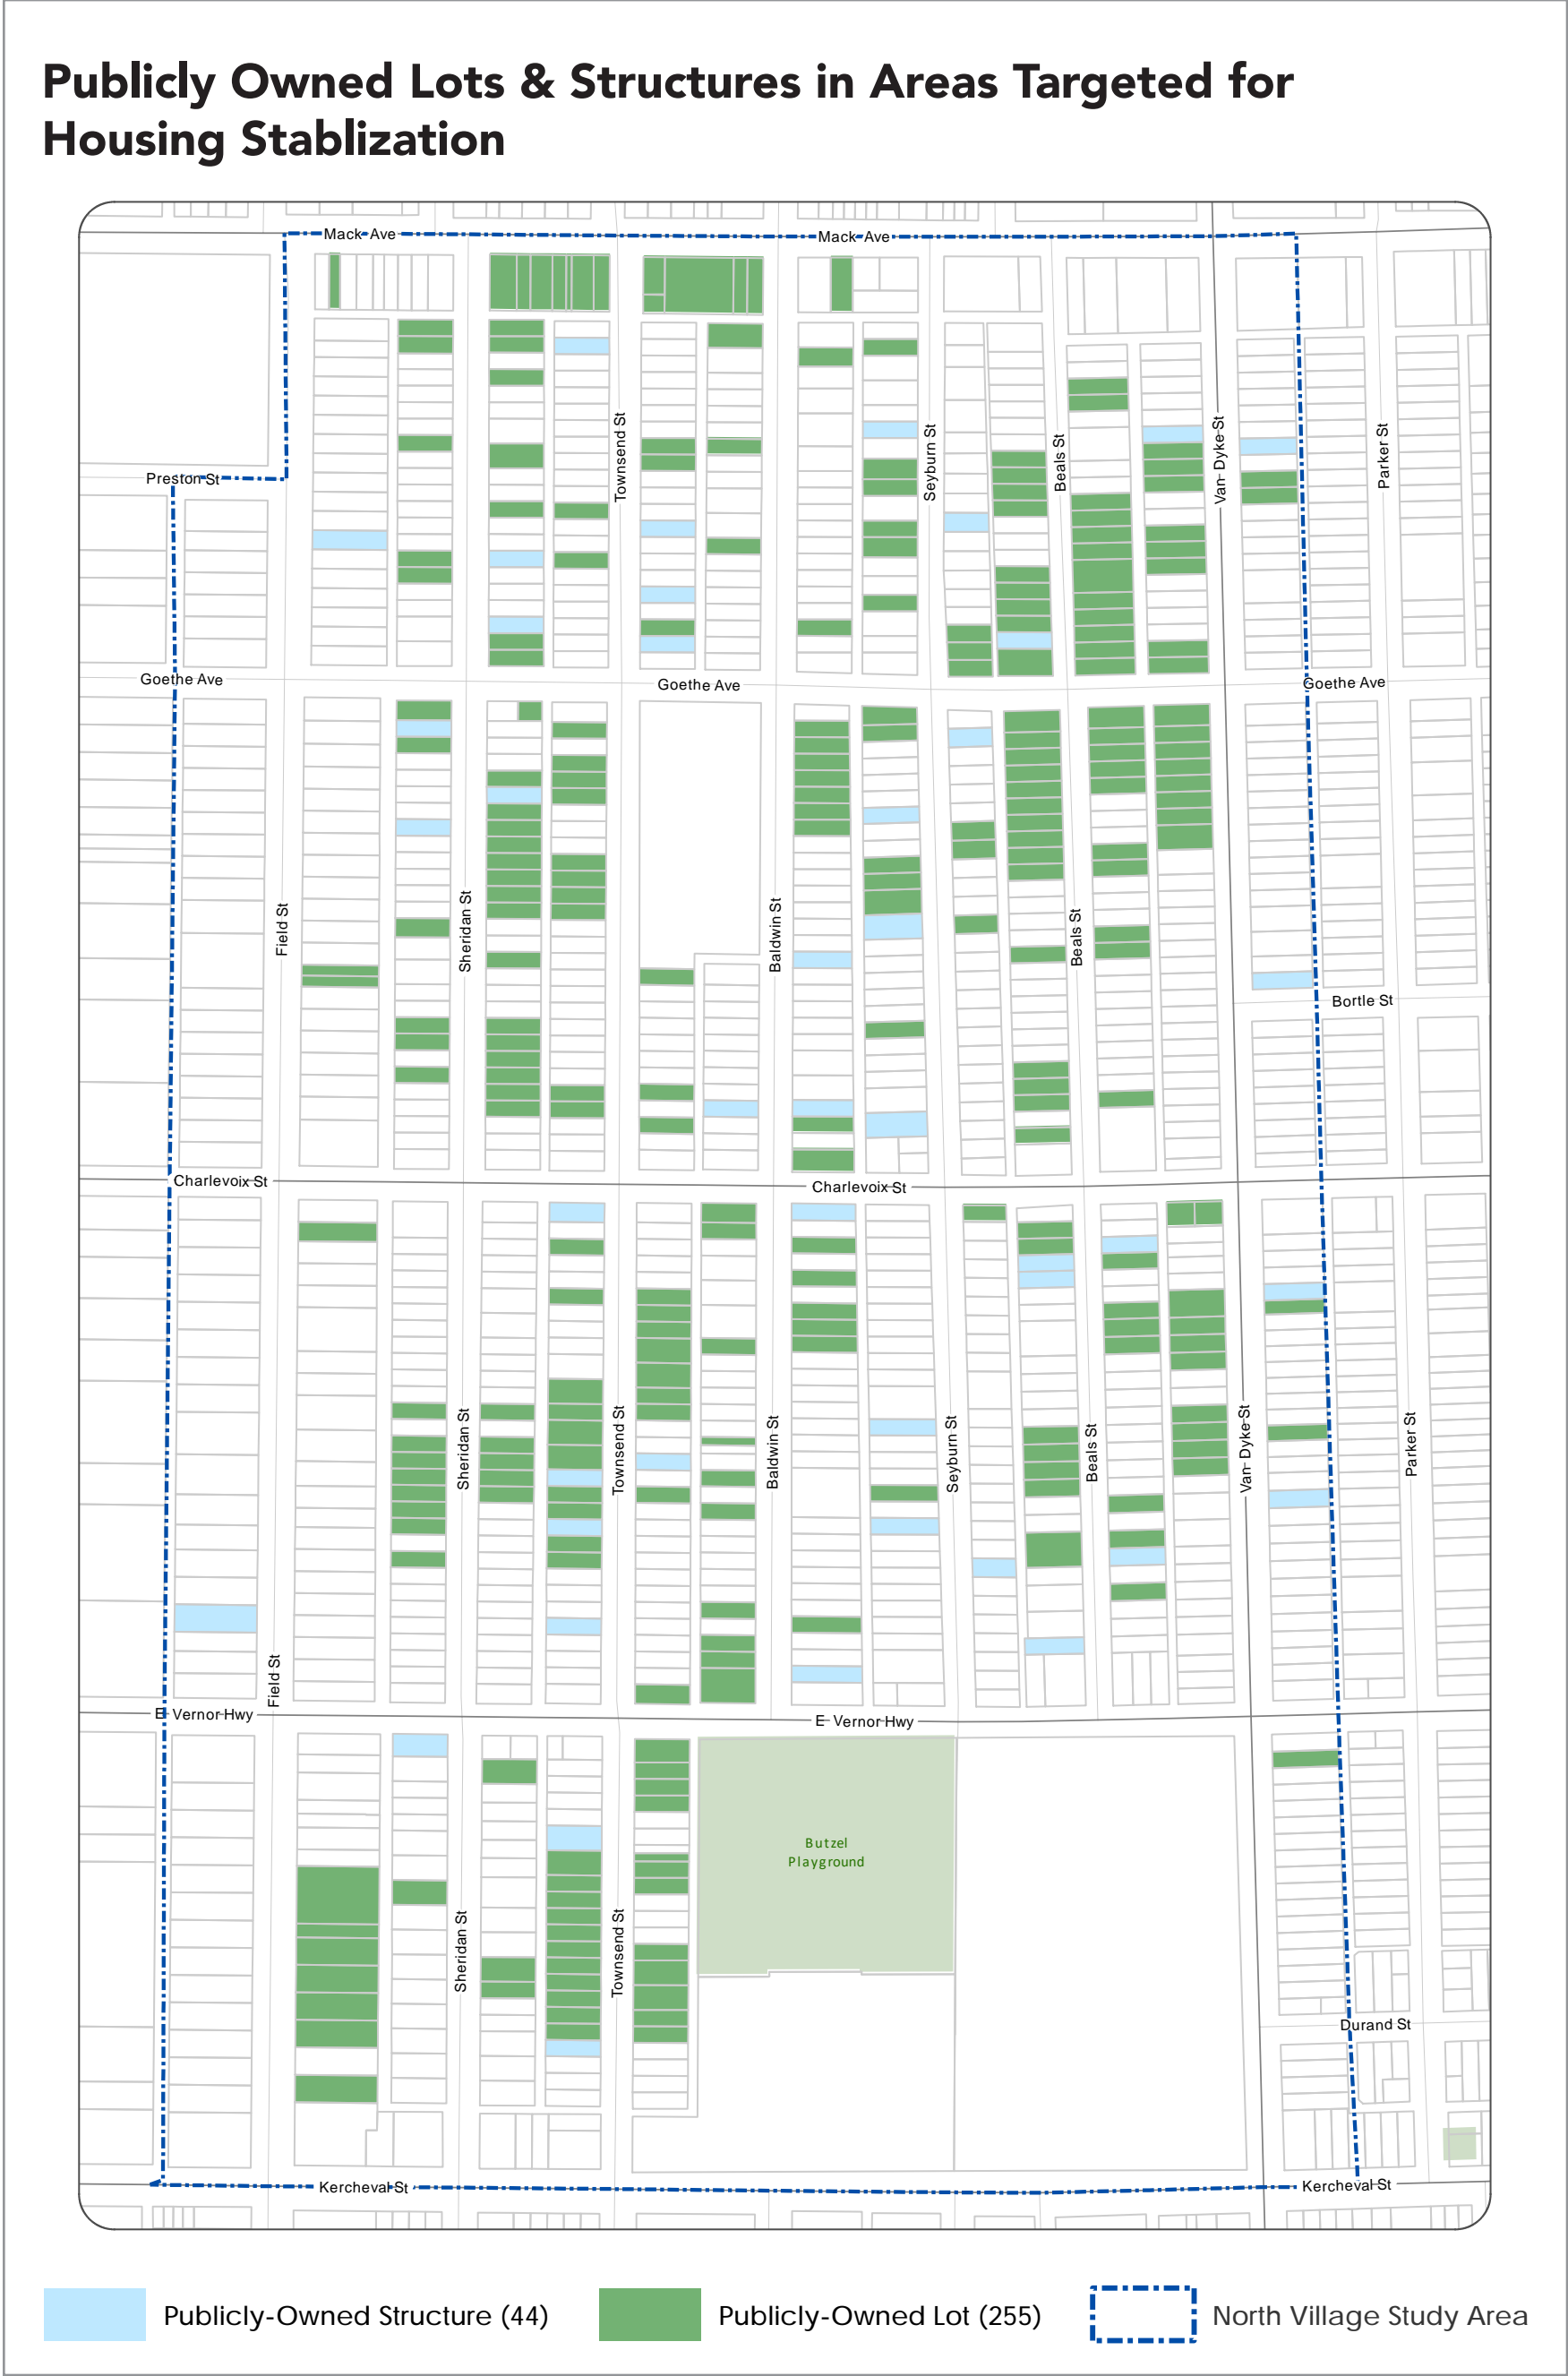 Publicly Owned Lots & Structures in Areas Targeted for
Housing Stablization
Mack Ave
Mack Ave
Townsend St
Seyburn St
Beals St
Van Dyke St
Parker St
Preston St
Goethe Ave
Goethe Ave
Goethe Ave
Field St
Sheridan St
Baldwin St
Beals St
Bortle St
Charlevoix St
Charlevoix St
Sheridan St
Townsend St
Baldwin St
Seyburn St
Beals St
Van Dyke St
Parker St
Field St
E Vernor Hwy
E Vernor Hwy
Butzel
Playground
Sheridan St
Townsend St
Durand St
Kercheval St
Kercheval St
Publicly-Owned Structure (44)
Publicly-Owned Lot (255)
North Village Study Area